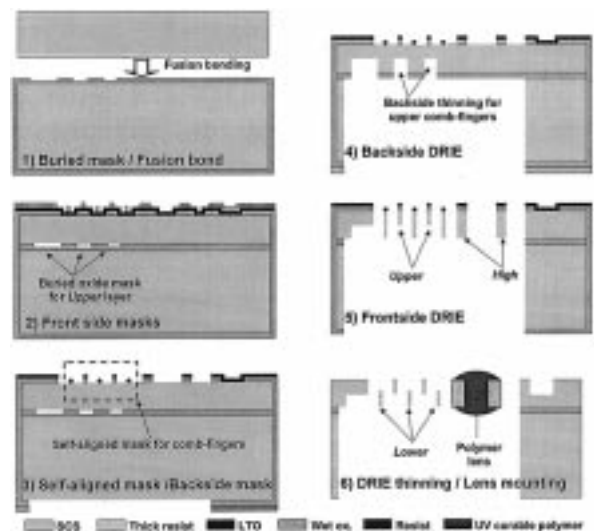 Fusion bonding
1) Buried mask / Fusion bond
Buried oxide mask
for Upper layer
2) Front side masks
Self-aligned mask for comb-fingers
3) Self-aligned mask /Backside mask
Backside thinning for
upper comb-fingers
4) Backside DRIE
Upper
High
5) Frontside DRIE
Lower
Polymer
lens
6) DRIE thinning / Lens mounting
SCS Thick resist LTO Wet ox. Resist UV curable polymer